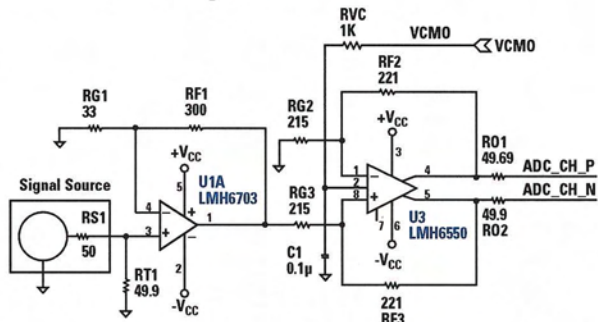 RVC
1K
VCMO
VCMO
RF2
221
RG1
33
RF1
300
RG2
215
+VCC
3
+VCC
5
U1A
LMH6703
RO1
49.69
ADC_CH_P
1
2
8
4
5
ADC_CH_N
Signal Source
RG3
215
4
3
1
RS1
50
7
6
U3
LMH6550
49.9
RO2
2
C1
0.1µ
-VCC
RT1
49.9
-VCC
221
RF3